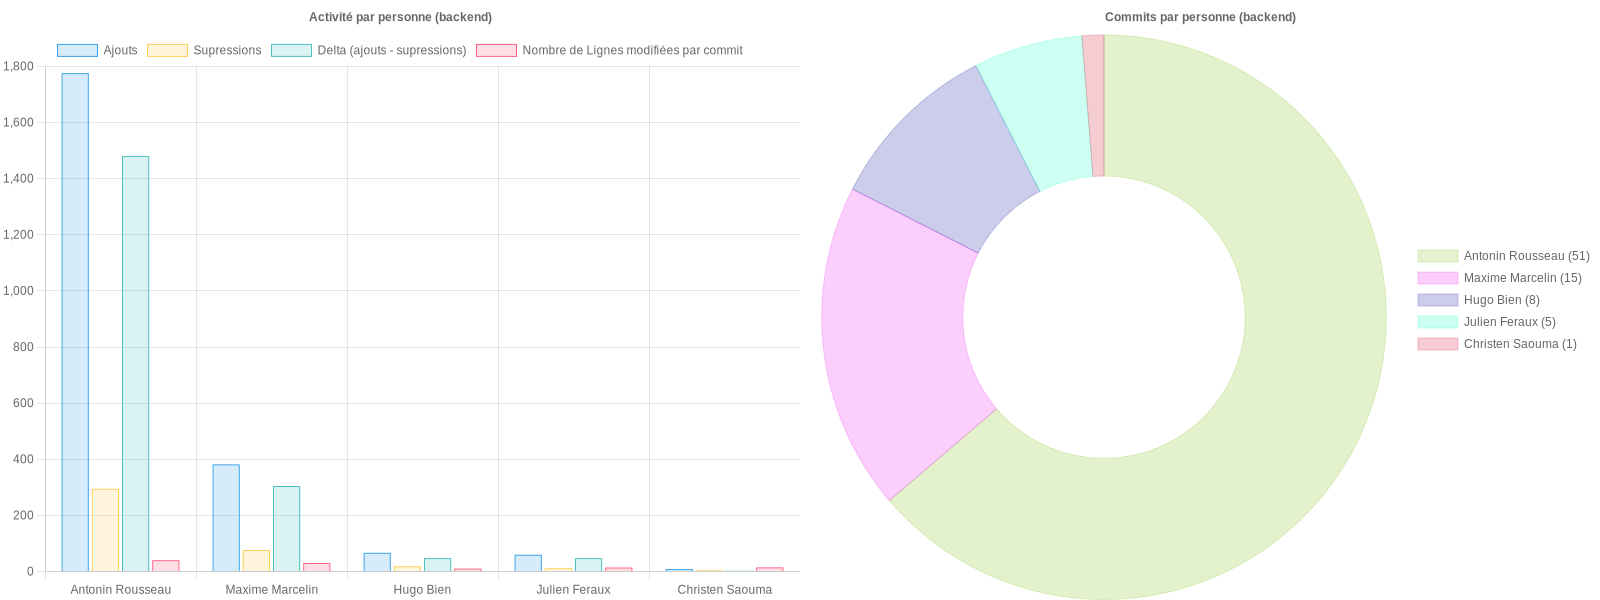 Activité par personne (backend)
Ajouts
Supressions
Delta (ajouts - supressions)
Nombre de Lignes modifiées par commit
1,800
1,600
1,400
1,200
1,000
800
600
400
200
0
Antonin Rousseau
Maxime Marcelin
Hugo Bien
Julien Feraux
Christen Saouma
Commits par personne (backend)
Antonin Rousseau (51)
Maxime Marcelin (15)
Hugo Bien (8)
Julien Feraux (5)
Christen Saouma (1)